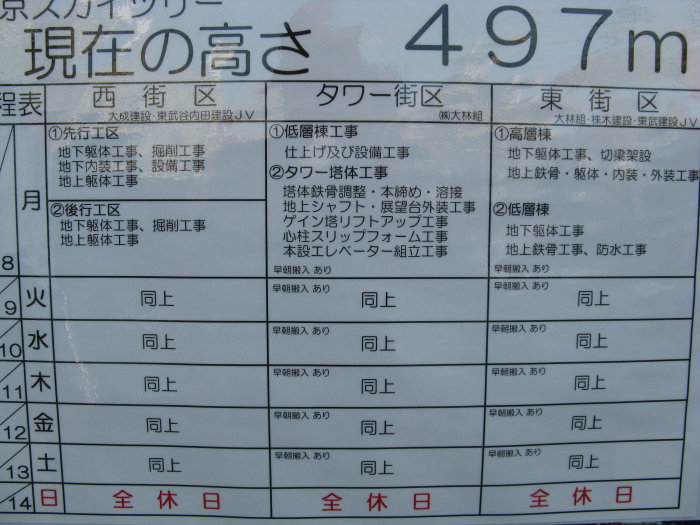 京スカイツリー
現在の高さ 497m
程表 西街区 タワー街区 東街区
大成建設・東武谷内田建設JV ㈱大林組 大林組・株木建設・東武建設JV
8 月
①先行工区
地下躯体工事、掘削工事
地下内装工事、設備工事
地上躯体工事
②後行工区
地下躯体工事、掘削工事
地上躯体工事
①低層棟工事
仕上げ及び設備工事
②タワー塔体工事
塔体鉄骨調整・本締め・溶接
地上シャフト・展望台外装工事
ゲイン塔リフトアップ工事
心柱スリップフォーム工事
本設エレベーター組立工事
早朝搬入 あり
①高層棟
地下躯体工事、切梁架設
地上鉄骨・躯体・内装・外装工事
②低層棟
地下躯体工事
地上鉄骨工事、防水工事
早朝搬入 あり
9 火 同上 早朝搬入 あり 同上 早朝搬入 あり 同上
10 水 同上 早朝搬入 あり 同上 早朝搬入 あり 同上
11 木 同上 早朝搬入 あり 同上 早朝搬入 あり 同上
12 金 同上 早朝搬入 あり 同上 早朝搬入 あり 同上
13 土 同上 早朝搬入 あり 同上 早朝搬入 あり 同上
14 日 全休日 全休日 全休日